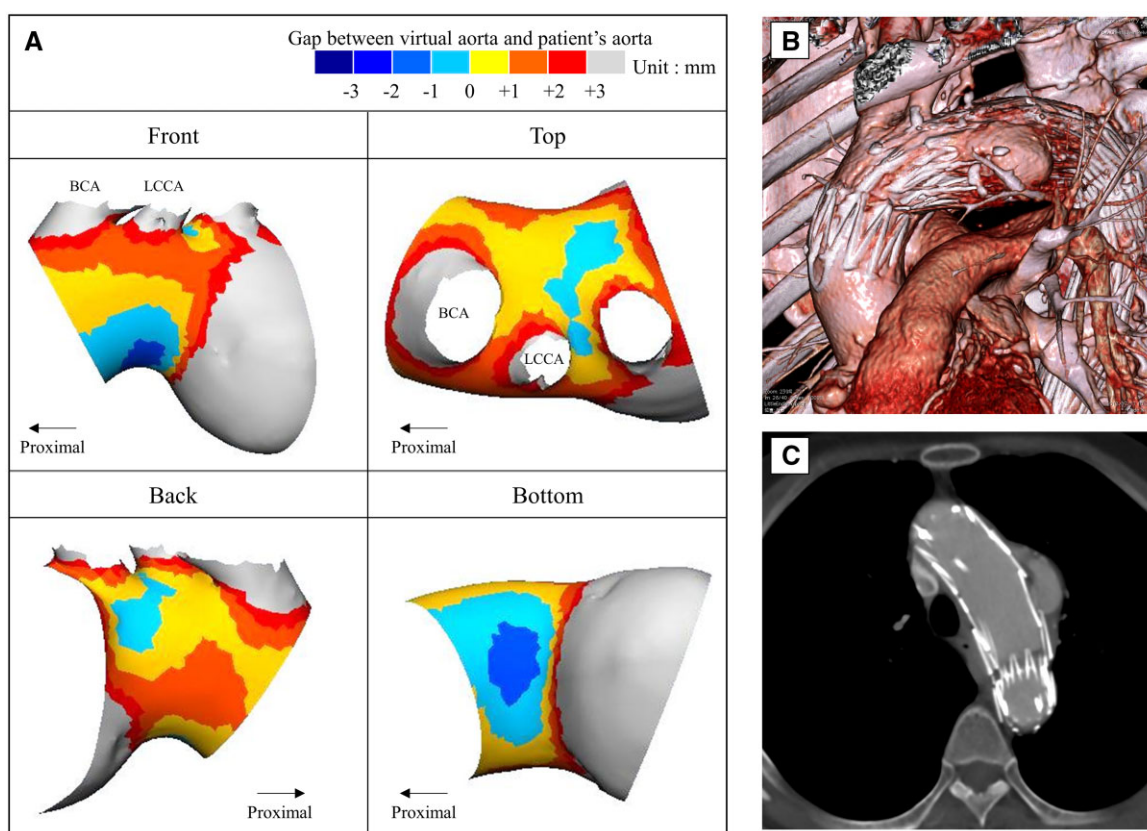 A
Gap between virtual aorta and patient's aorta
Unit : mm
-3 -2 -1 0 +1 +2 +3
Front
Top
BCA
LCCA
Proximal
BCA
LCCA
Proximal
Back
Bottom
Proximal
Proximal
B
C